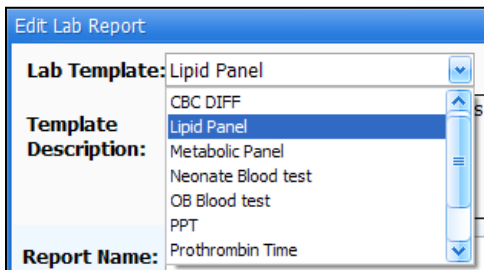 Edit Lab Report
Lab Template: Lipid Panel
CBC DIFF
Template
Description:
Lipid Panel
Metabolic Panel
Neonate Blood test
OB Blood test
PPT
Prothrombin Time
Report Name: